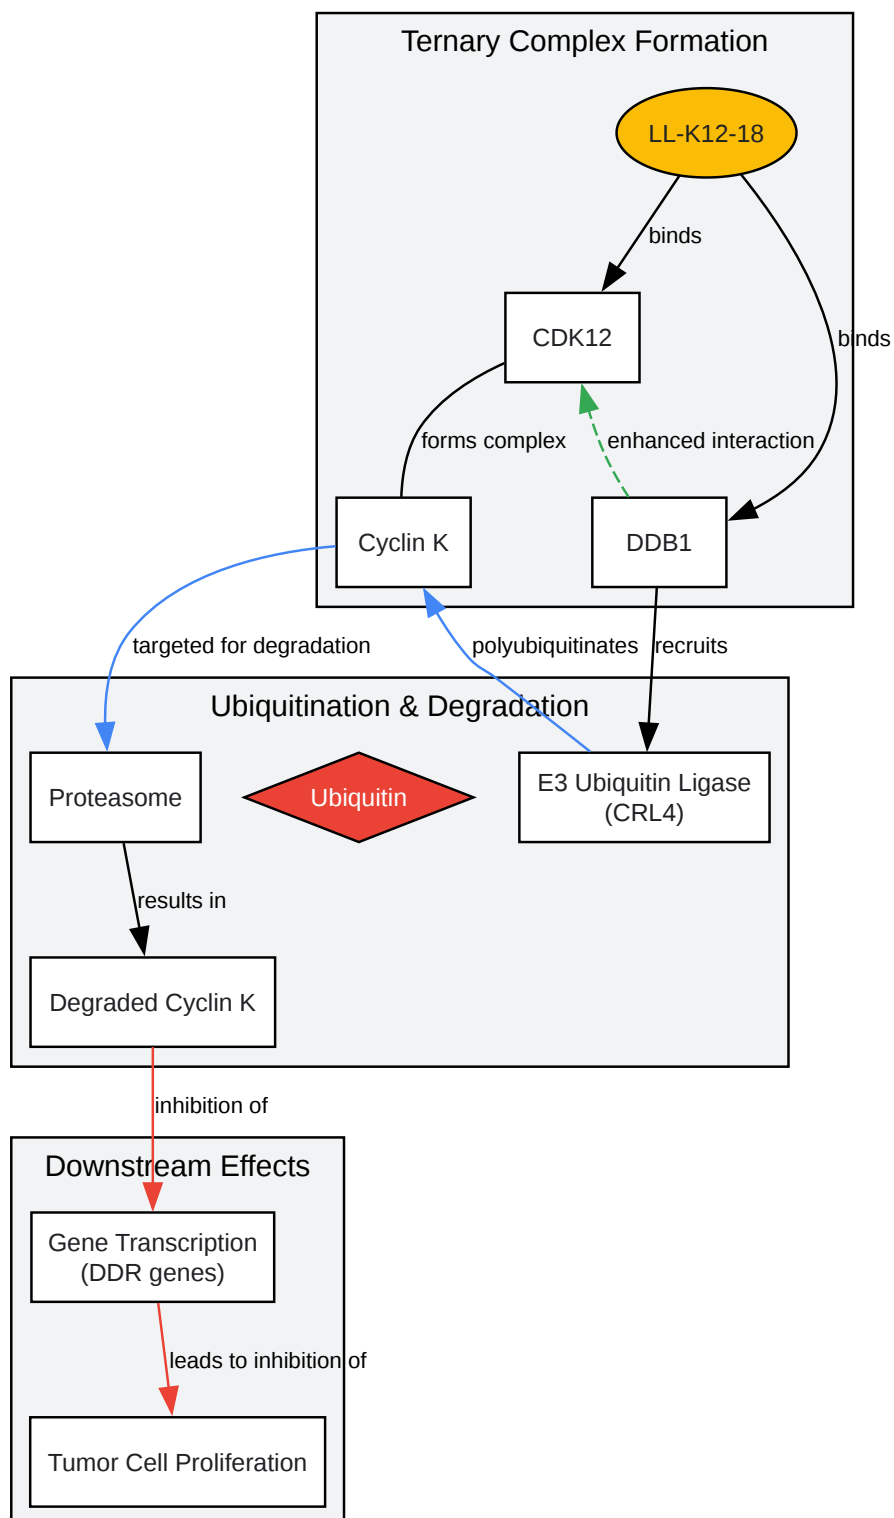 Ternary Complex Formation
LL-K12-18
binds
CDK12
binds
forms complex
enhanced interaction
Cyclin K
DDB1
targeted for degradation
polyubiquitinates
recruits
Ubiquitination & Degradation
Proteasome
Ubiquitin
E3 Ubiquitin Ligase
(CRL4)
results in
Degraded Cyclin K
inhibition of
Downstream Effects
Gene Transcription
(DDR genes)
leads to inhibition of
Tumor Cell Proliferation